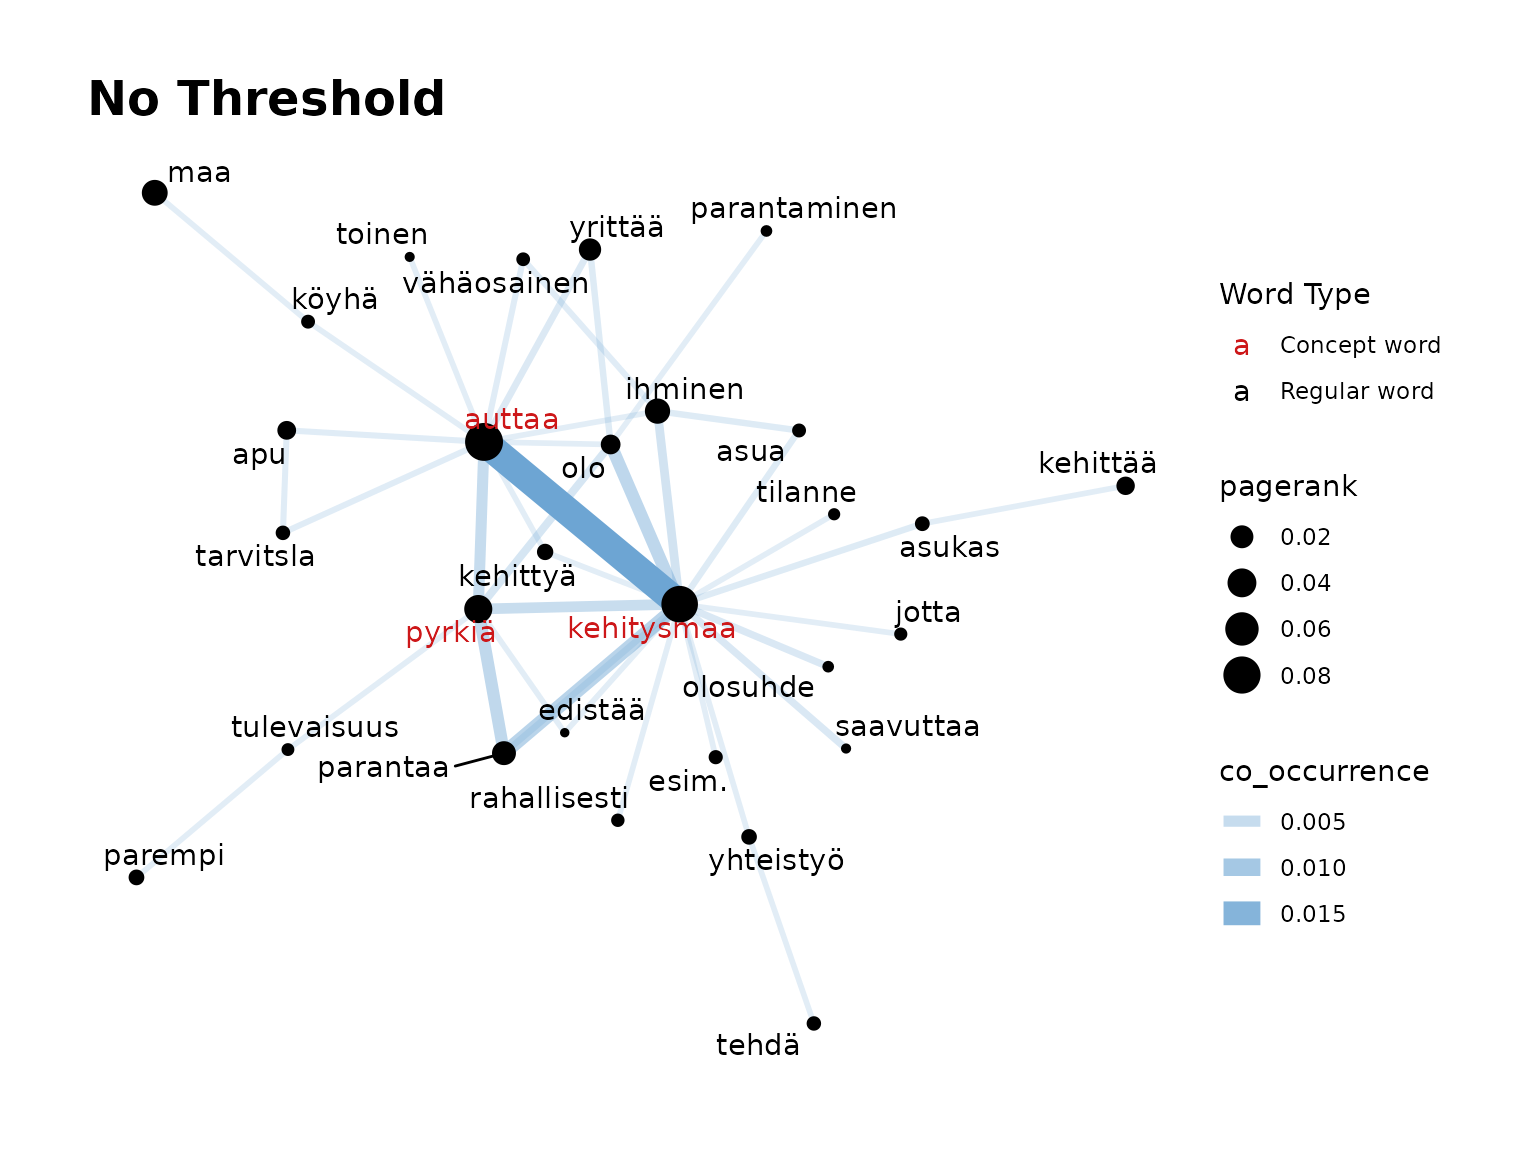 No Threshold
maa
parantaminen
yrittää
toinen
vähäosainen
köyhä
ihminen
auttaa
asua
apu
olo
kehittää
tilanne
asukas
tarvitsla
kehittyä
jotta
pyrkiä
kehitysmaa
olosuhde
edistää
tulevaisuus
saavuttaa
parantaa
esim.
rahallisesti
parempi
yhteistyö
tehdä
Word Type
a Concept word
a Regular word
pagerank
0.02
0.04
0.06
0.08
co_occurrence
0.005
0.010
0.015